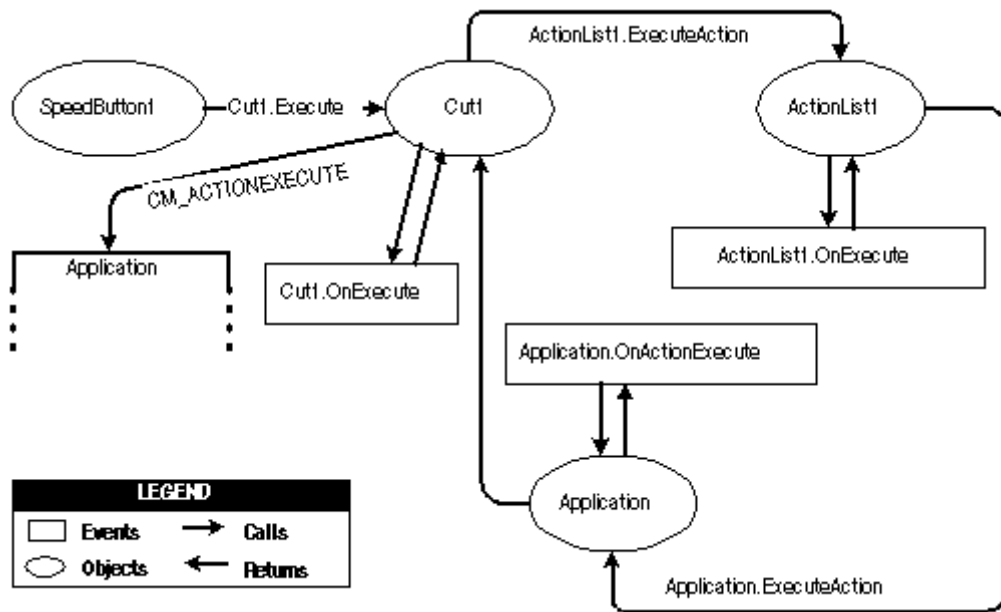 ActionList1.ExecuteAction
SpeedButton1
Cut1.Execute
Cut1
ActionList1
CM_ACTIONEXECUTE
Application
Cut1.OnExecute
ActionList1.OnExecute
Application.OnActionExecute
Application
LEGEND
Events
Calls
Objects
Returns
Application.ExecuteAction